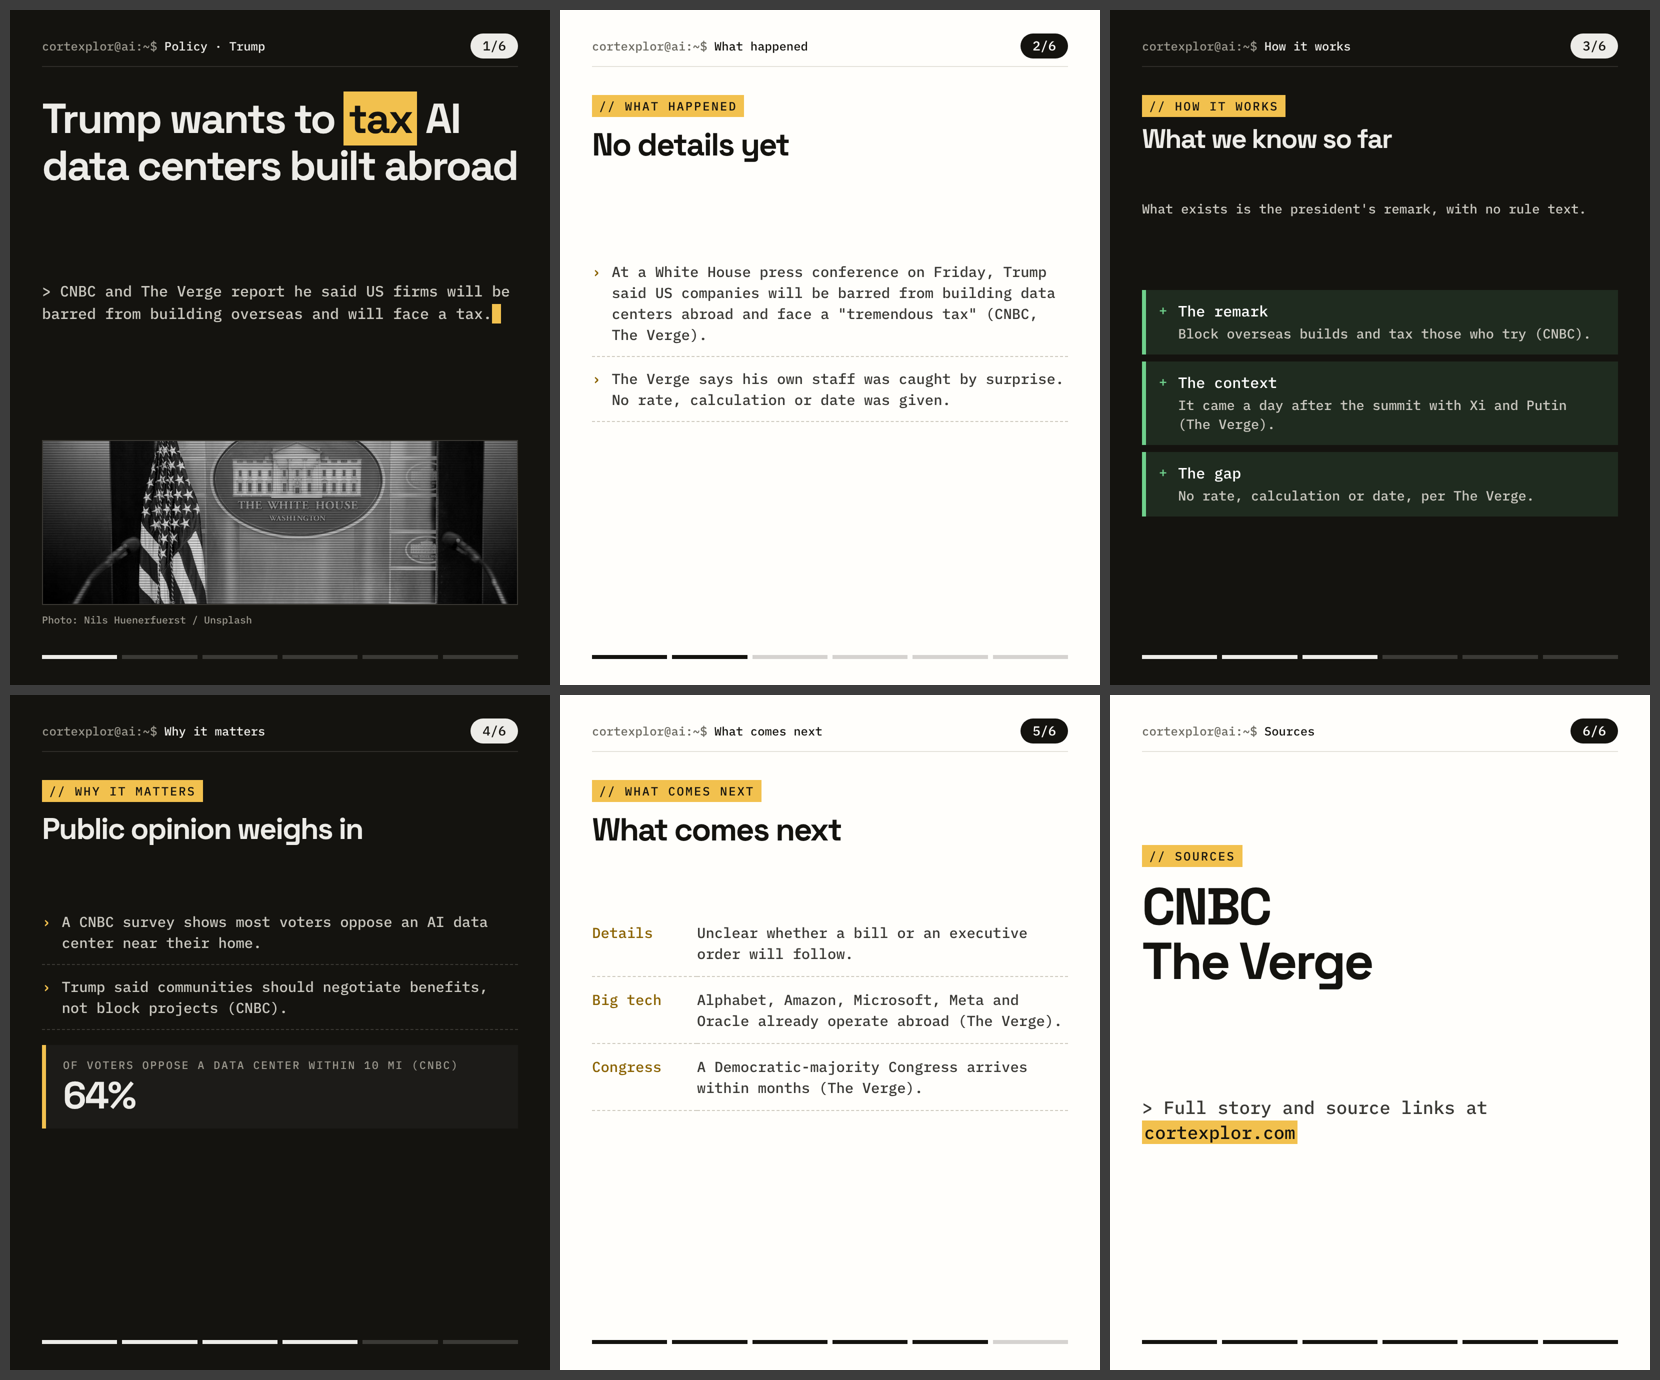 cortexplor@ai:~$ Policy · Trump
1/6
Trump wants to tax AI
data centers built abroad
> CNBC and The Verge report he said US firms will be
barred from building overseas and will face a tax.
THE WHITE HOUSE
WASHINGTON
Photo: Nils Huenerfuerst / Unsplash
cortexplor@ai:~$ What happened
2/6
// WHAT HAPPENED
No details yet
› At a White House press conference on Friday, Trump
said US companies will be barred from building data
centers abroad and face a "tremendous tax" (CNBC,
The Verge).
› The Verge says his own staff was caught by surprise.
No rate, calculation or date was given.
cortexplor@ai:~$ How it works
3/6
// HOW IT WORKS
What we know so far
What exists is the president's remark, with no rule text.
+ The remark
Block overseas builds and tax those who try (CNBC).
+ The context
It came a day after the summit with Xi and Putin
(The Verge).
+ The gap
No rate, calculation or date, per The Verge.
cortexplor@ai:~$ Why it matters
4/6
// WHY IT MATTERS
Public opinion weighs in
› A CNBC survey shows most voters oppose an AI data
center near their home.
› Trump said communities should negotiate benefits,
not block projects (CNBC).
OF VOTERS OPPOSE A DATA CENTER WITHIN 10 MI (CNBC)
64%
cortexplor@ai:~$ What comes next
5/6
// WHAT COMES NEXT
What comes next
Details Unclear whether a bill or an executive
order will follow.
Big tech Alphabet, Amazon, Microsoft, Meta and
Oracle already operate abroad (The Verge).
Congress A Democratic-majority Congress arrives
within months (The Verge).
cortexplor@ai:~$ Sources
6/6
// SOURCES
CNBC
The Verge
> Full story and source links at
cortexplor.com